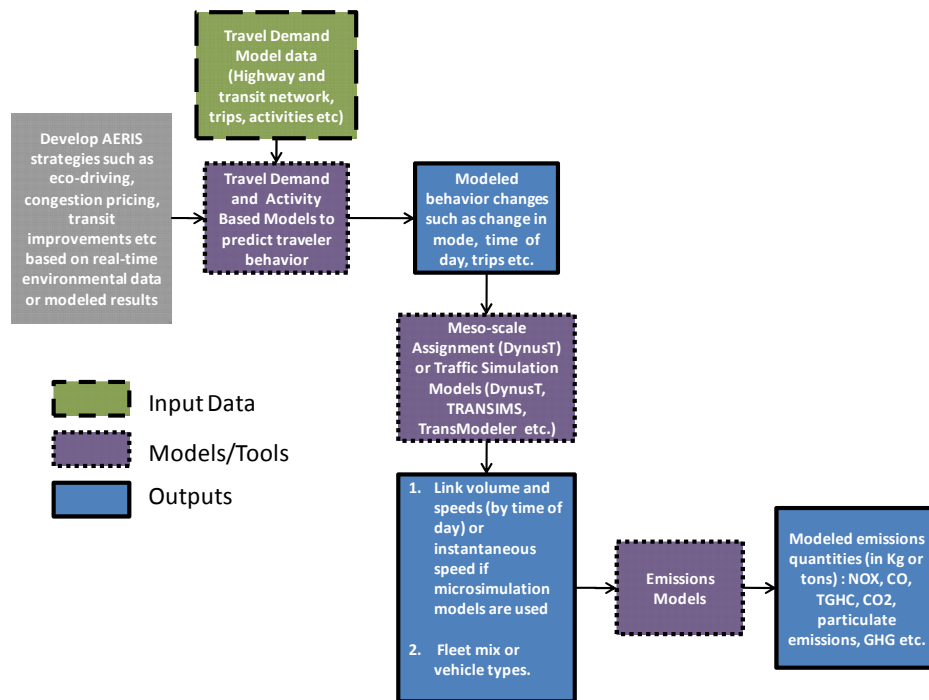 Travel Demand
Model data
(Highway and
transit network,
trips, activities etc)
Develop AERIS
strategies such as
eco-driving,
congestion pricing,
transit
improvements etc
based on real-time
environmental data
or modeled results
Travel Demand
and Activity
Based Models to
predict traveler
behavior
Modeled
behavior changes
such as change in
mode, time of
day, trips etc.
Meso-scale
Assignment (DynusT)
or Traffic Simulation
Models (DynusT,
TRANSIMS,
TransModeler etc.)
Input Data
Models/Tools
Outputs
1. Link volume and
speeds (by time of
day) or
instantaneous
speed if
microsimulation
models are used
2. Fleet mix or
vehicle types.
Emissions
Models
Modeled emissions
quantities (in Kg or
tons) : NOX, CO,
TGHC, CO2,
particulate
emissions, GHG etc.